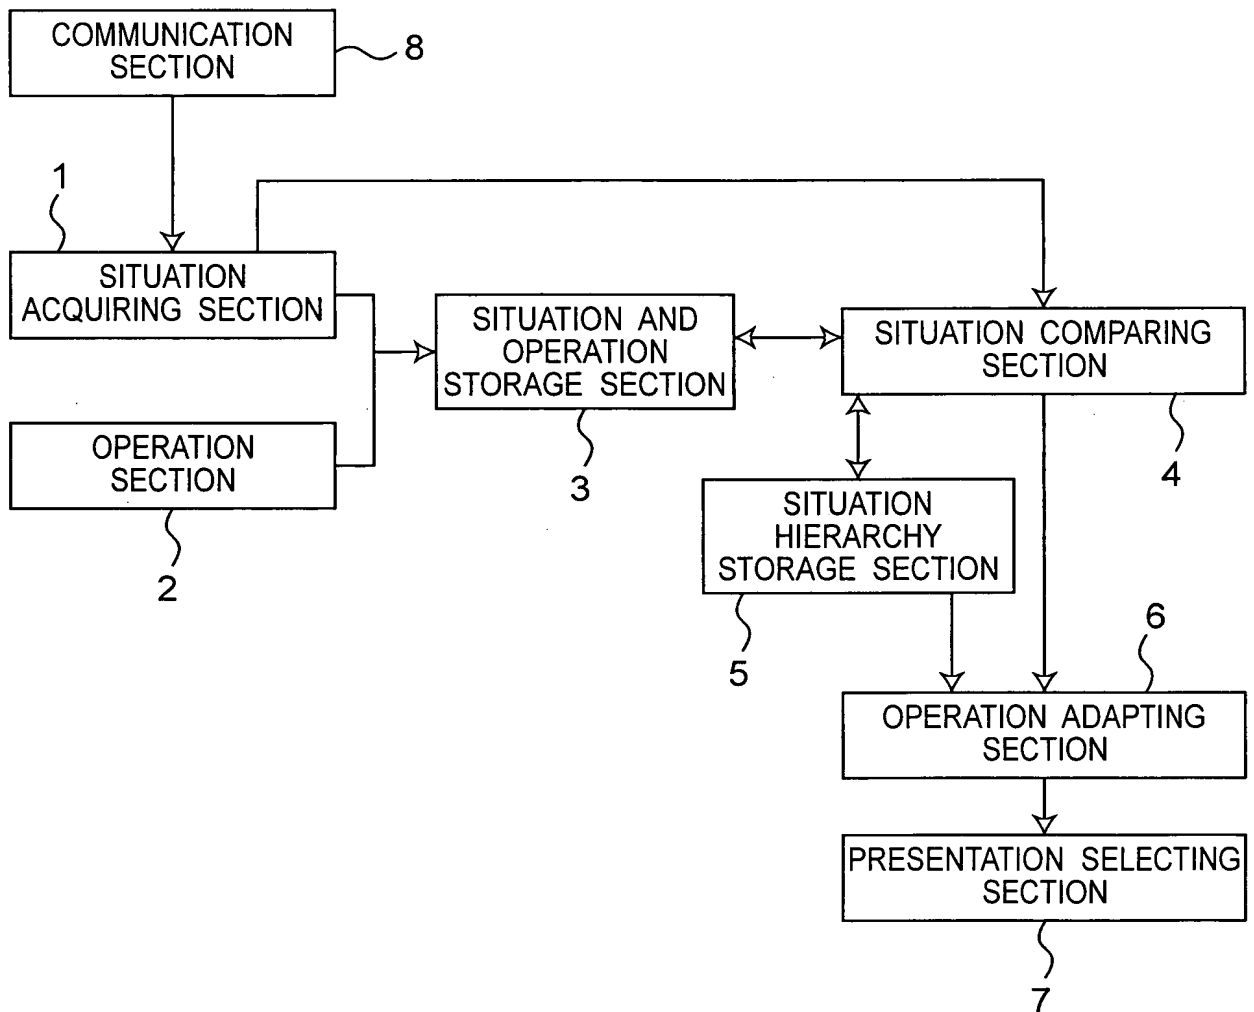 COMMUNICATION
SECTION
8
1
SITUATION
ACQUIRING SECTION
SITUATION AND
OPERATION
STORAGE SECTION
3
SITUATION COMPARING
SECTION
4
OPERATION
SECTION
2
SITUATION
HIERARCHY
STORAGE SECTION
5
6
OPERATION ADAPTING
SECTION
PRESENTATION SELECTING
SECTION
7